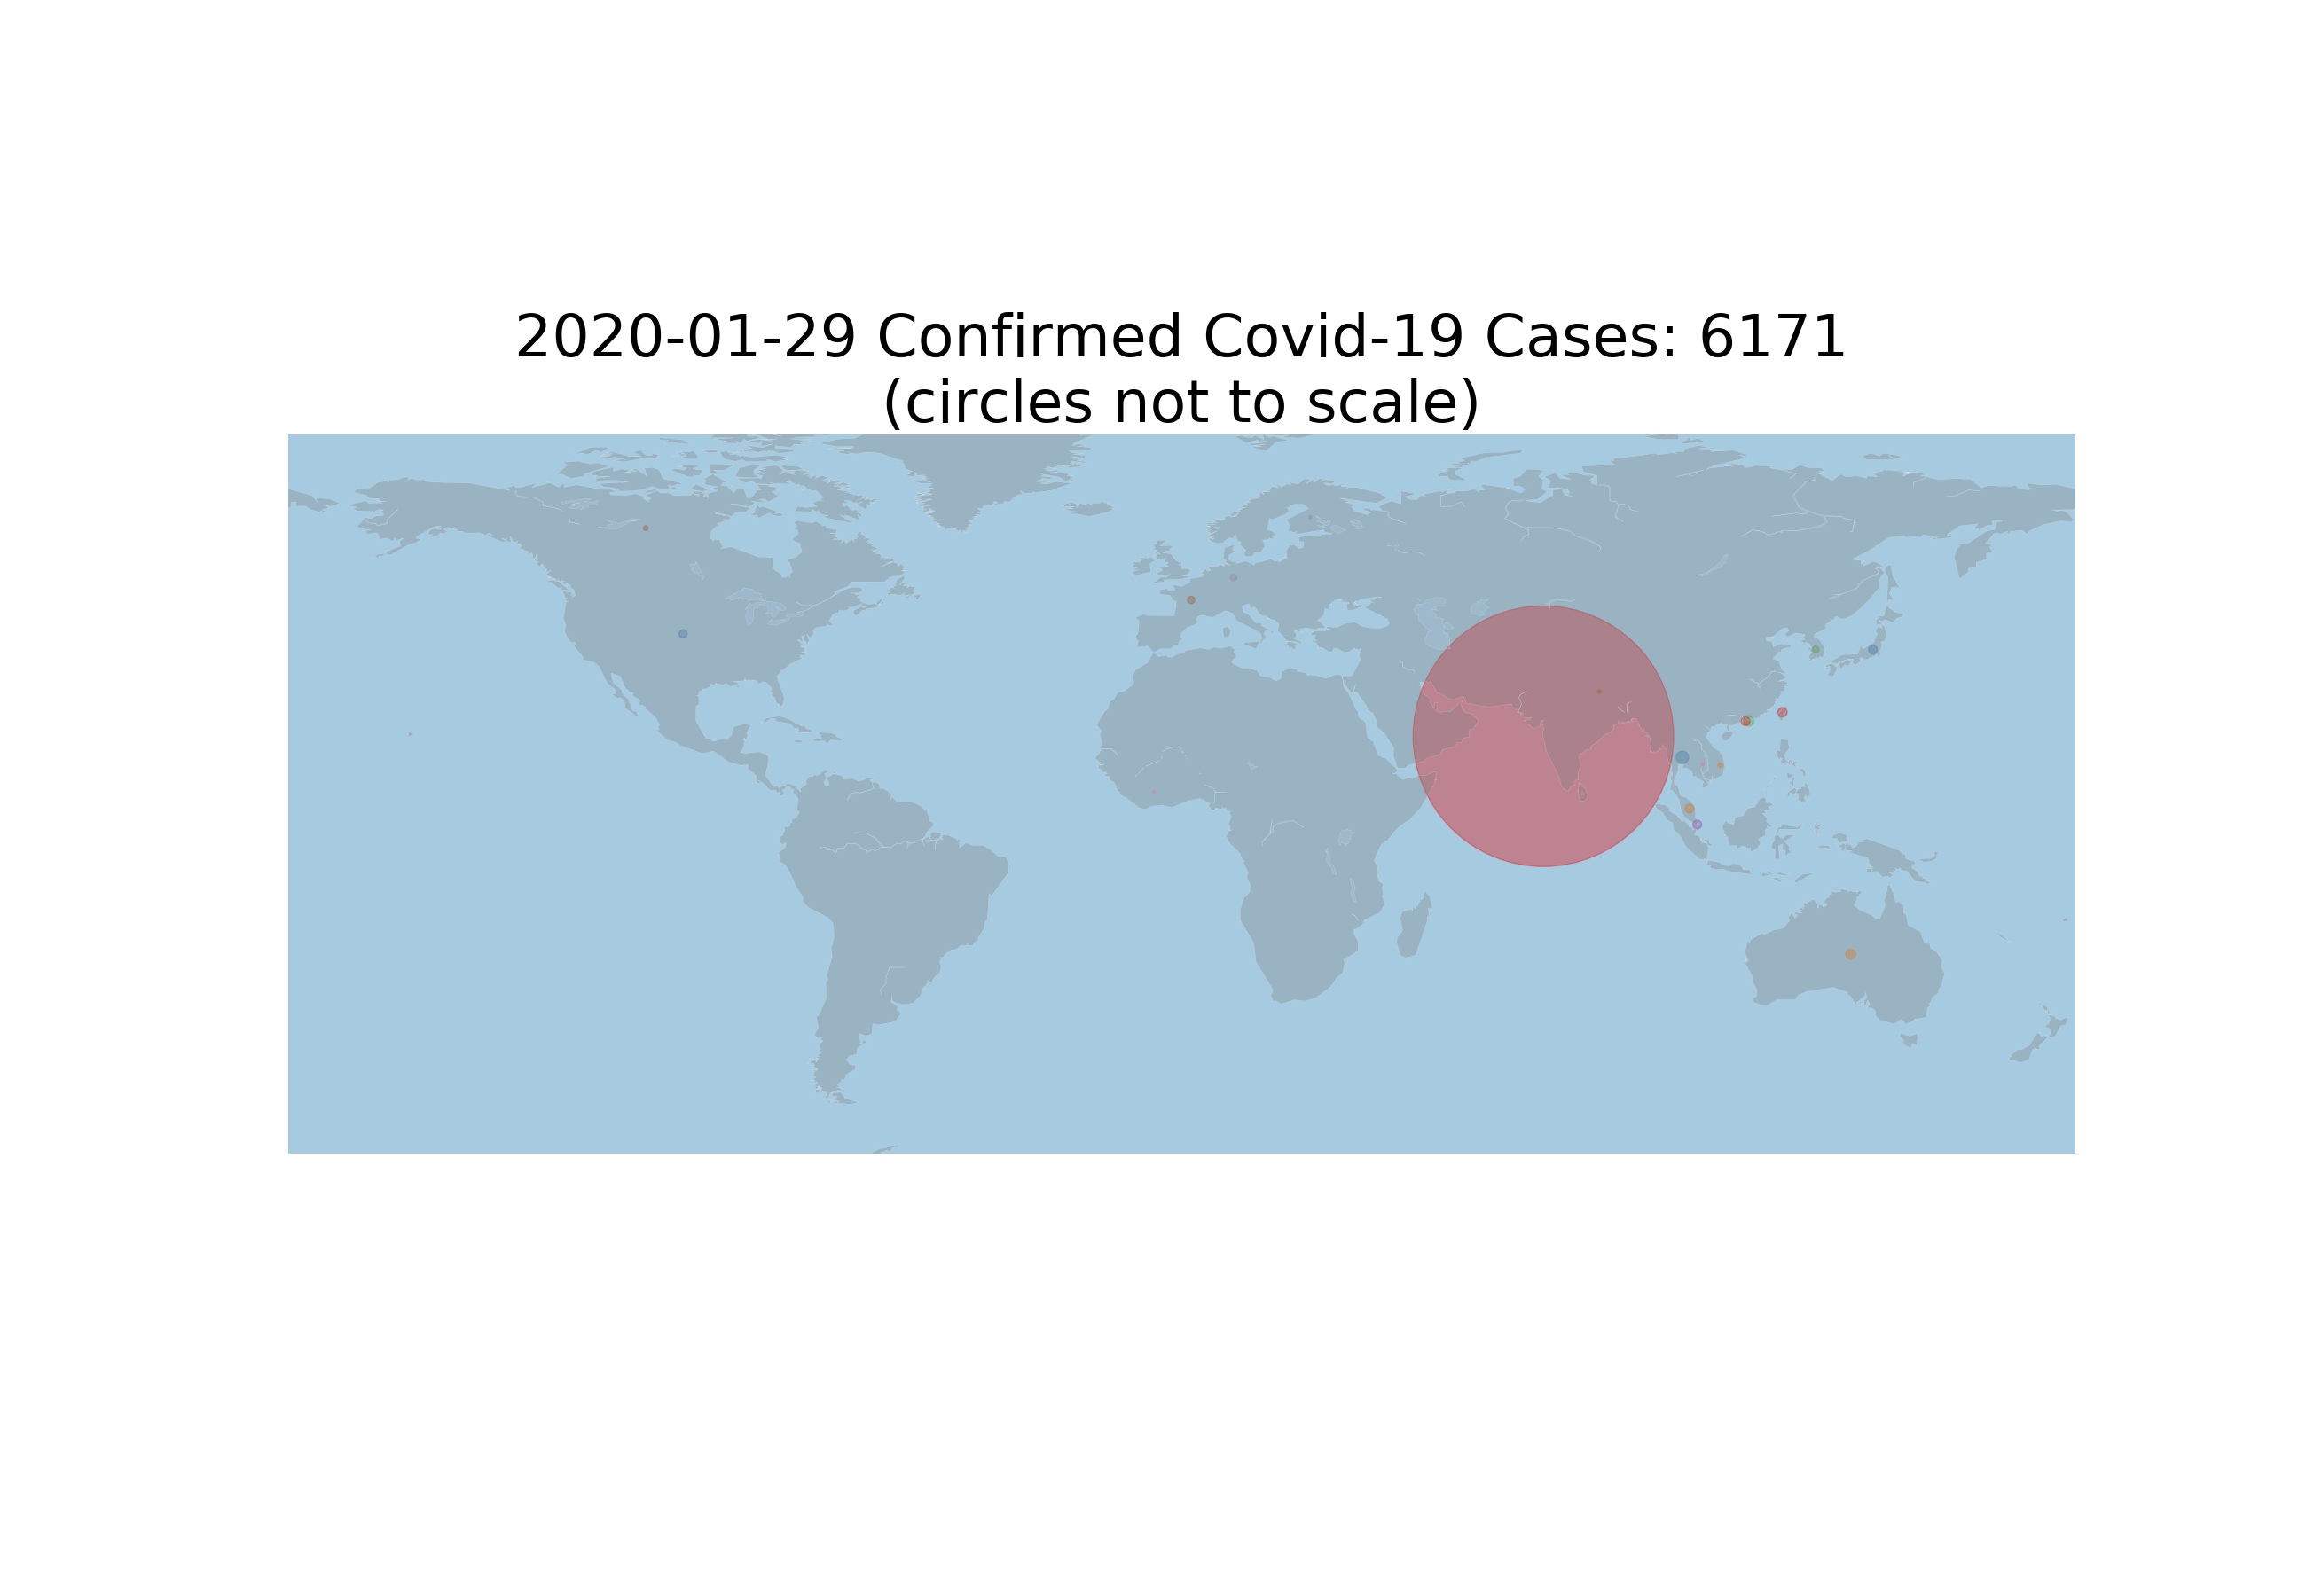 2020-01-29 Confirmed Covid-19 Cases: 6171
(circles not to scale)